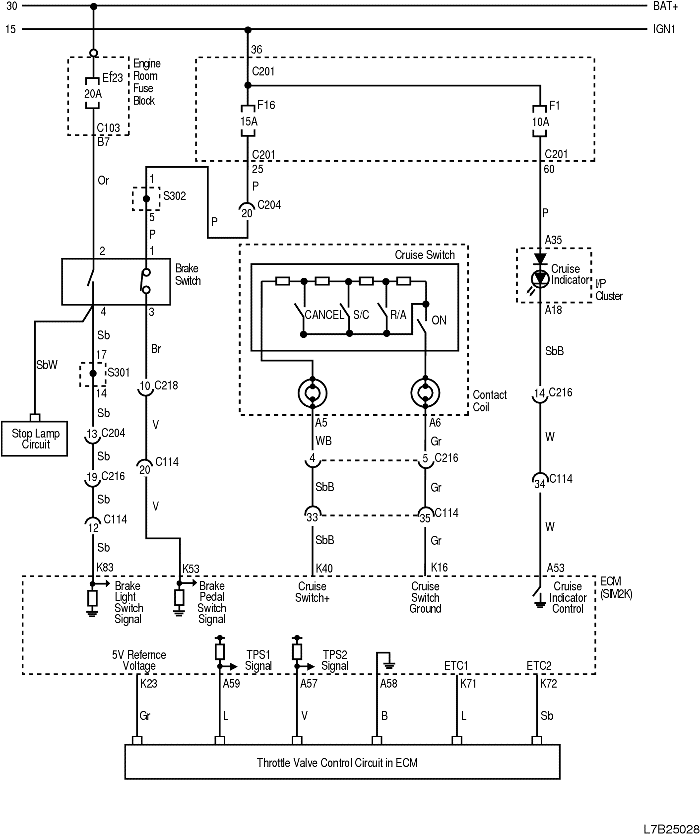 30
BAT+
15
IGN1
36
C201
Engine
Room
Fuse
Block
Ef23
20A
F16
15A
F1
10A
C103
B7
C201
25
C201
60
Or
1
S302
5
P
P
20
C204
P
P
A35
Cruise
Indicator
I/P
Cluster
A18
2
1
Brake
Switch
4
3
Cruise Switch
CANCEL
S/C
R/A
ON
Contact
Coil
SbW
Sb
17
S301
14
Br
10
C218
SbB
14
C216
Stop Lamp
Circuit
Sb
13
C204
Sb
19
C216
Sb
12
C114
Sb
V
20
C114
V
A5
A6
WB
Gr
4
5
C216
SbB
Gr
33
35
C114
SbB
Gr
W
34
C114
W
K83
K53
K40
K16
A53
ECM
(SIM2K)
Brake
Light
Switch
Signal
Brake
Pedal
Switch
Signal
Cruise
Switch+
Cruise
Switch
Ground
Cruise
Indicator
Control
5V Refernce
Voltage
TPS1
Signal
TPS2
Signal
ETC1
ETC2
K23
A59
A57
A58
K71
K72
Gr
L
V
B
L
Sb
Throttle Valve Control Circuit in ECM
L7B25028